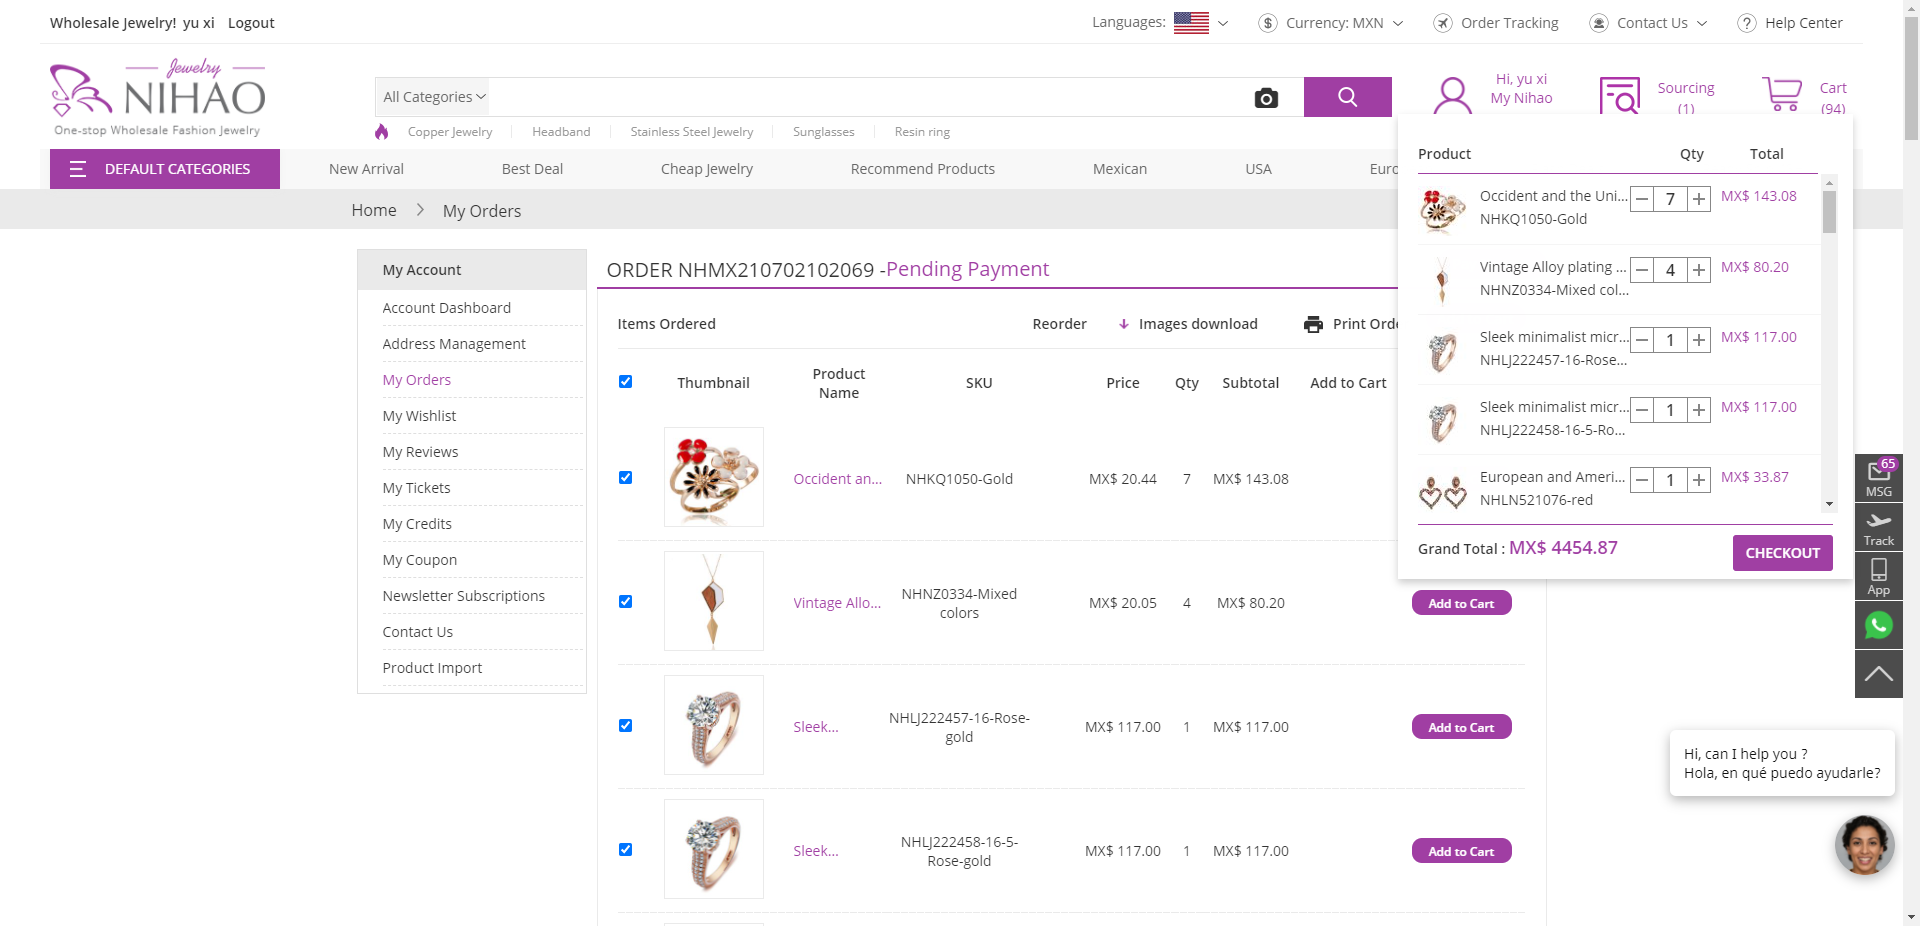 Wholesale Jewelry! yu xi Logout
Languages:
Currency: MXN
Order Tracking
Contact Us
Help Center
Jewelry
NIHAO
One-stop Wholesale Fashion Jewelry
All Categories
Hi, yu xi
My Nihao
Sourcing
(1)
Cart
(94)
Copper Jewelry
Headband
Stainless Steel Jewelry
Sunglasses
Resin ring
DEFAULT CATEGORIES
New Arrival
Best Deal
Cheap Jewelry
Recommend Products
Mexican
USA
Euro
Home
My Orders
Product Qty Total
Occident and the Uni... 7 MX$ 143.08
NHKQ1050-Gold
Vintage Alloy plating ... 4 MX$ 80.20
NHNZ0334-Mixed col...
Sleek minimalist micr... 1 MX$ 117.00
NHLJ222457-16-Rose...
Sleek minimalist micr... 1 MX$ 117.00
NHLJ222458-16-5-Ro...
European and Ameri... 1 MX$ 33.87
NHLN521076-red
Grand Total : MX$ 4454.87
CHECKOUT
My Account
Account Dashboard
Address Management
My Orders
My Wishlist
My Reviews
My Tickets
My Credits
My Coupon
Newsletter Subscriptions
Contact Us
Product Import
ORDER NHMX210702102069 -Pending Payment
Items Ordered
Reorder
Images download
Print Orde
Thumbnail
Product
Name
SKU
Price
Qty
Subtotal
Add to Cart
Occident an... NHKQ1050-Gold MX$ 20.44 7 MX$ 143.08
Vintage Allo... NHNZ0334-Mixed
colors
MX$ 20.05 4 MX$ 80.20 Add to Cart
Sleek... NHLJ222457-16-Rose-
gold
MX$ 117.00 1 MX$ 117.00 Add to Cart
Sleek... NHLJ222458-16-5-
Rose-gold
MX$ 117.00 1 MX$ 117.00 Add to Cart
65
MSG
Track
App
Hi, can I help you ?
Hola, en qué puedo ayudarle?